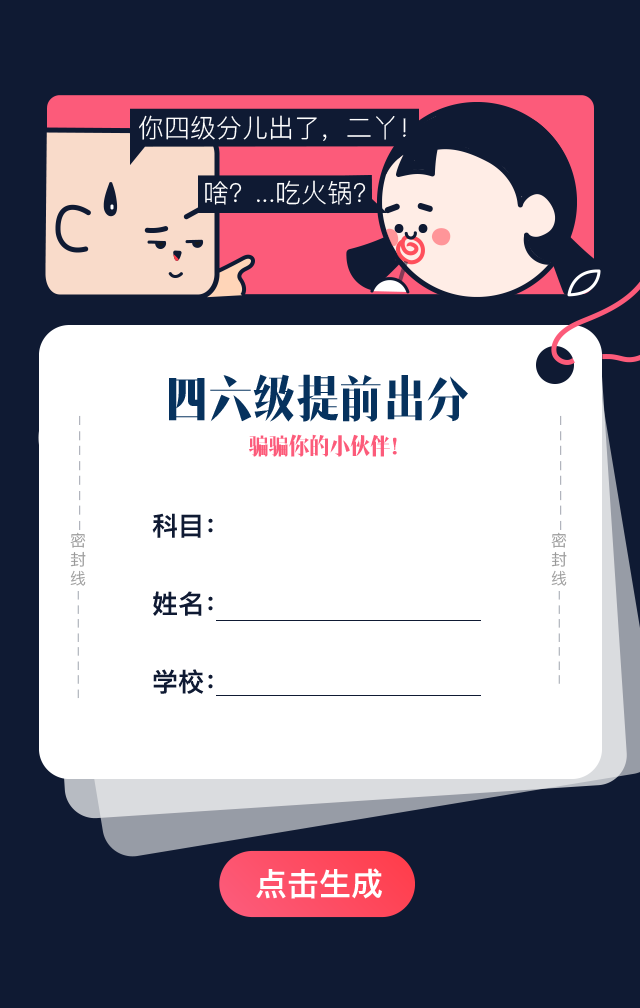 你四级分儿出了，二丫！
啥？...吃火锅？
四六级提前出分
骗骗你的小伙伴！
科目：
密封线
密封线
姓名：
学校：
点击生成